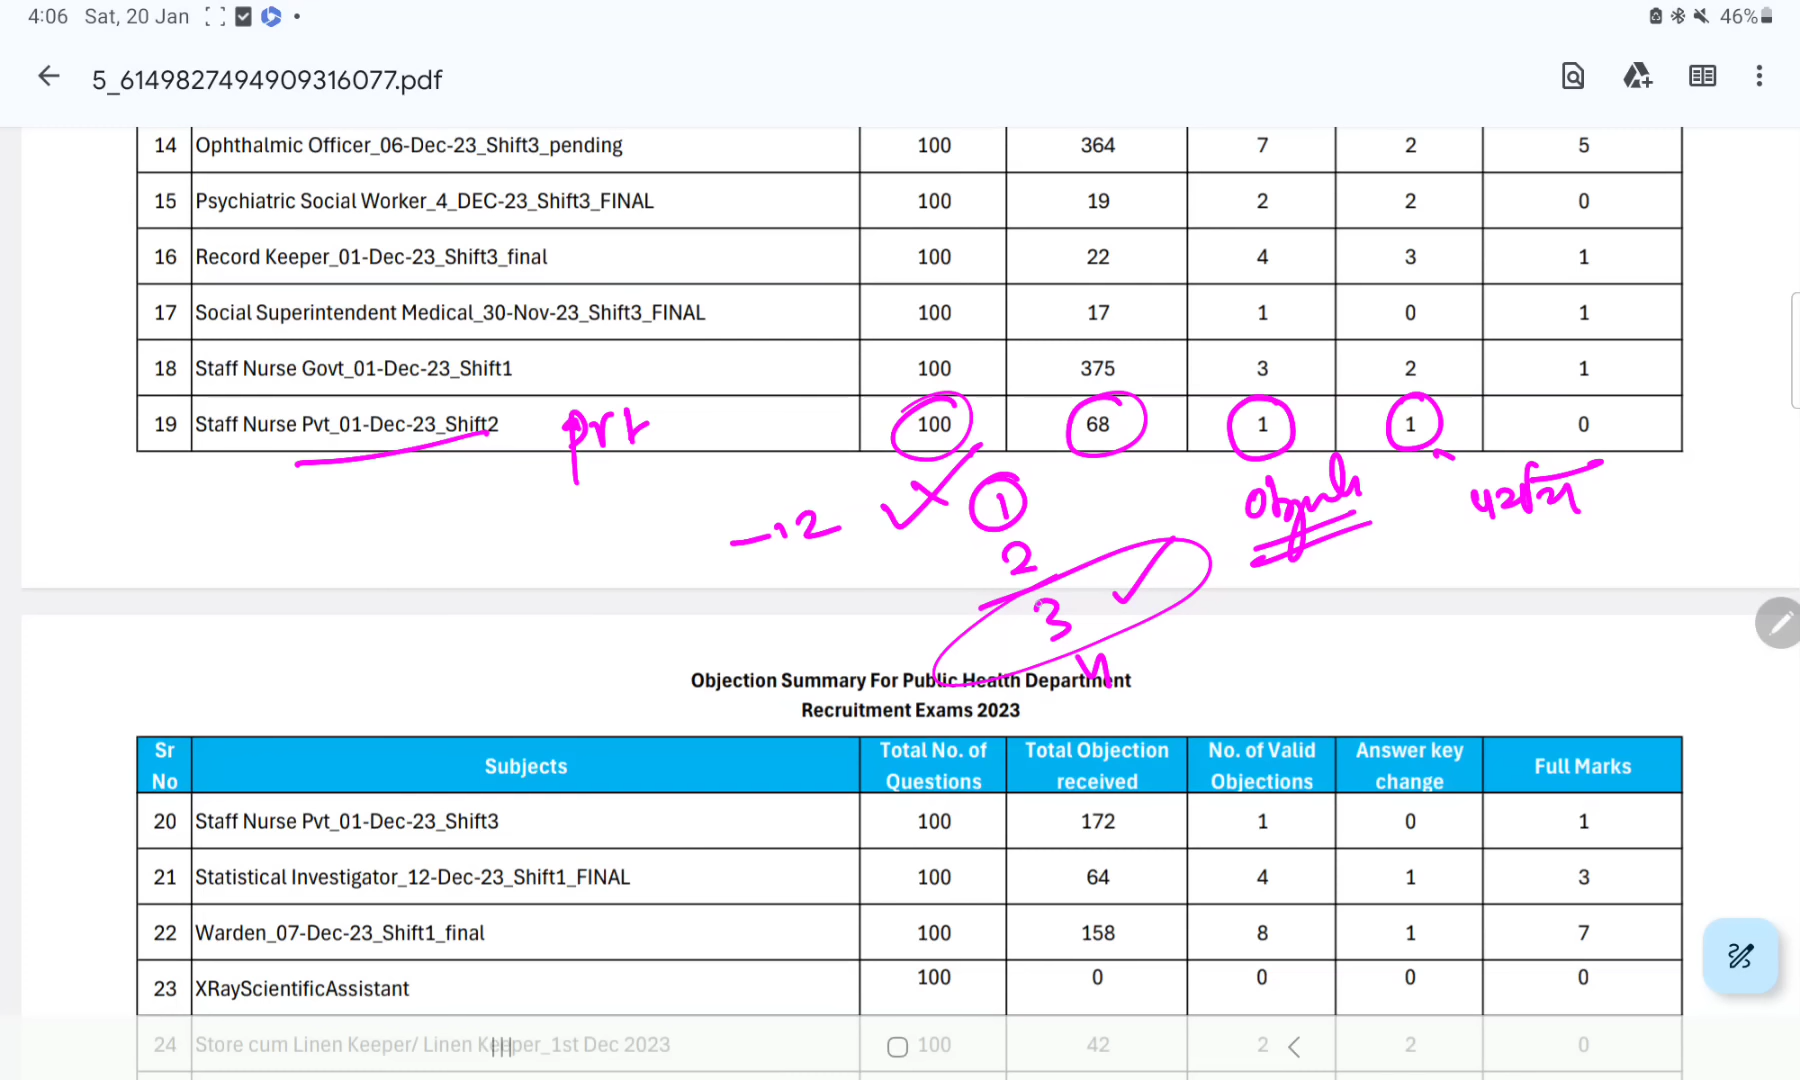 4:06 Sat, 20 Jan 46%
5_6149827494909316077.pdf
14 Ophthalmic Officer_06-Dec-23_Shift3_pending 100 364 7 2 5
15 Psychiatric Social Worker_4_DEC-23_Shift3_FINAL 100 19 2 2 0
16 Record Keeper_01-Dec-23_Shift3_final 100 22 4 3 1
17 Social Superintendent Medical_30-Nov-23_Shift3_FINAL 100 17 1 0 1
18 Staff Nurse Govt_01-Dec-23_Shift1 100 375 3 2 1
19 Staff Nurse Pvt_01-Dec-23_Shift2 100 68 1 1 0
1
2
3
Objection Summary For Public Health Department
Recruitment Exams 2023
Sr No Subjects Total No. of Questions Total Objection received No. of Valid Objections Answer key change Full Marks
20 Staff Nurse Pvt_01-Dec-23_Shift3 100 172 1 0 1
21 Statistical Investigator_12-Dec-23_Shift1_FINAL 100 64 4 1 3
22 Warden_07-Dec-23_Shift1_final 100 158 8 1 7
23 XRayScientificAssistant 100 0 0 0 0
24 Store cum Linen Keeper/ Linen Keeper_1st Dec 2023 100 42 2 2 0